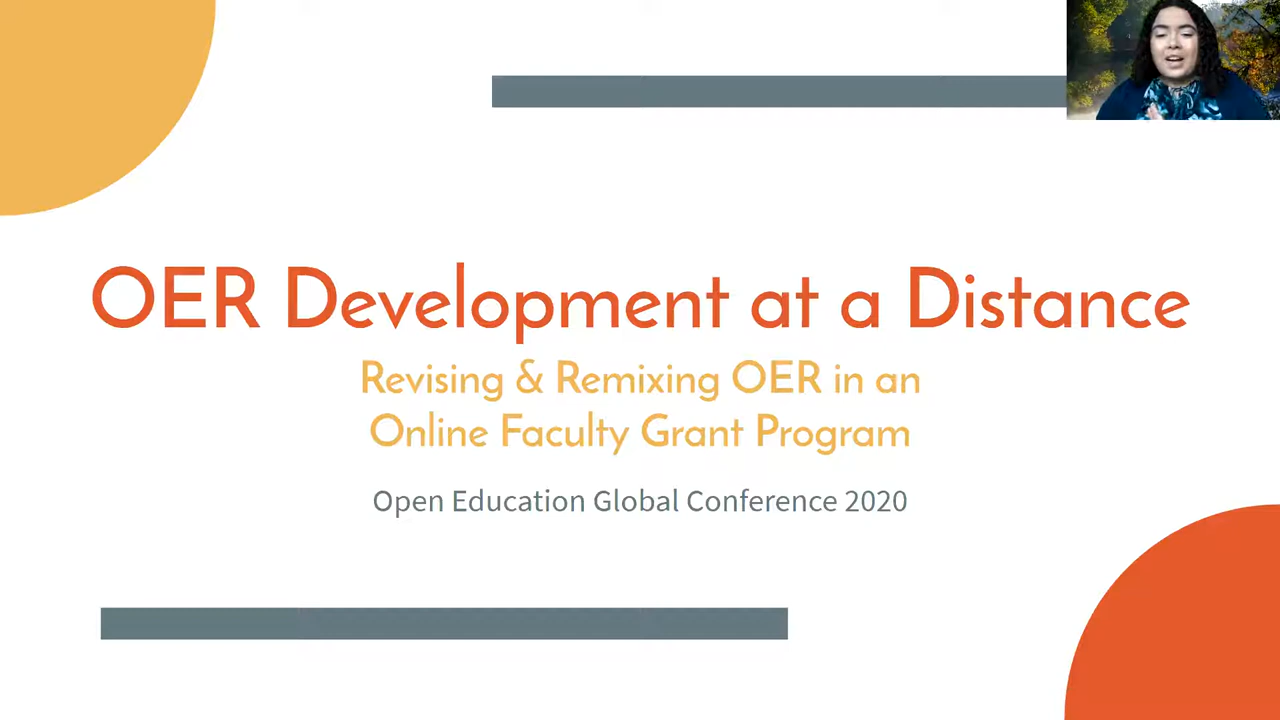 OER Development at a Distance
Revising & Remixing OER in an
Online Faculty Grant Program
Open Education Global Conference 2020